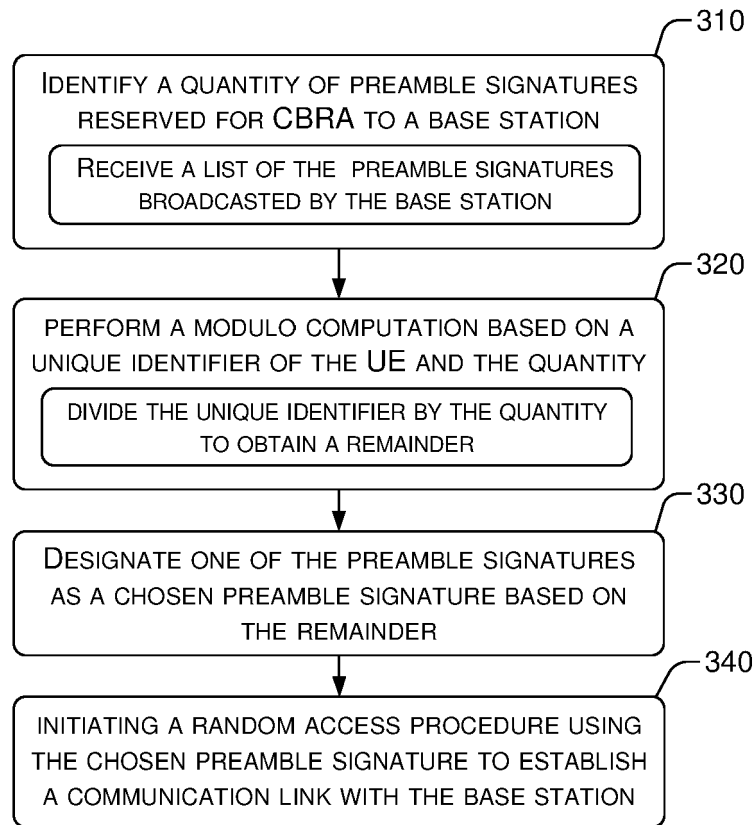 310
IDENTIFY A QUANTITY OF PREAMBLE SIGNATURES
RESERVED FOR CBRA TO A BASE STATION
RECEIVE A LIST OF THE PREAMBLE SIGNATURES
BROADCASTED BY THE BASE STATION
320
PERFORM A MODULO COMPUTATION BASED ON A
UNIQUE IDENTIFIER OF THE UE AND THE QUANTITY
DIVIDE THE UNIQUE IDENTIFIER BY THE QUANTITY
TO OBTAIN A REMAINDER
330
DESIGNATE ONE OF THE PREAMBLE SIGNATURES
AS A CHOSEN PREAMBLE SIGNATURE BASED ON
THE REMAINDER
340
INITIATING A RANDOM ACCESS PROCEDURE USING
THE CHOSEN PREAMBLE SIGNATURE TO ESTABLISH
A COMMUNICATION LINK WITH THE BASE STATION